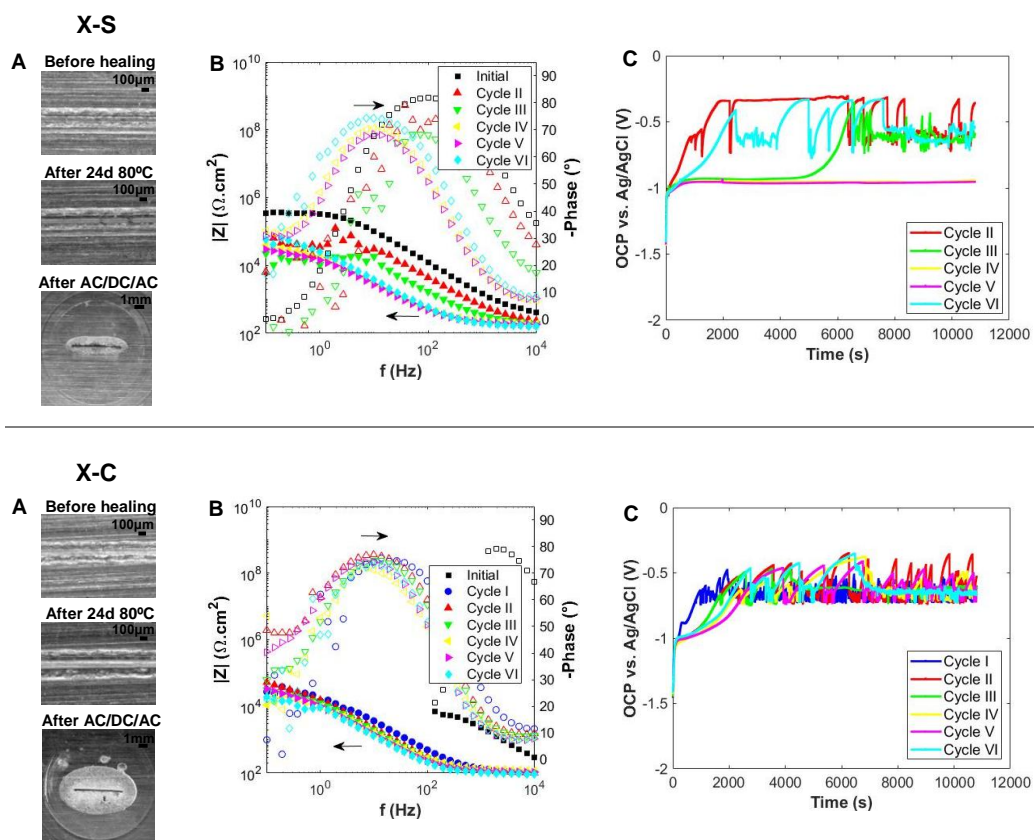 X-S
A
Before healing
100µm
After 24d 80ºC
100µm
After AC/DC/AC
1mm
B
10^10
10^8
10^6
10^4
10^2
|Z| (Ω.cm2)
90
80
70
60
50
40
30
20
10
0
-Phase (°)
Initial
Cycle II
Cycle III
Cycle IV
Cycle V
Cycle VI
10^0
10^2
10^4
f (Hz)
C
0
-0.5
-1
-1.5
-2
OCP vs. Ag/AgCl (V)
Cycle II
Cycle III
Cycle IV
Cycle V
Cycle VI
0 2000 4000 6000 8000 10000 12000
Time (s)
X-C
A
Before healing
100µm
After 24d 80ºC
100µm
After AC/DC/AC
1mm
B
10^10
10^8
10^6
10^4
10^2
|Z| (Ω.cm2)
90
80
70
60
50
40
30
20
10
0
-Phase (°)
Initial
Cycle I
Cycle II
Cycle III
Cycle IV
Cycle V
Cycle VI
10^0
10^2
10^4
f (Hz)
C
0
-0.5
-1
-1.5
-2
OCP vs. Ag/AgCl (V)
Cycle I
Cycle II
Cycle III
Cycle IV
Cycle V
Cycle VI
0 2000 4000 6000 8000 10000 12000
Time (s)